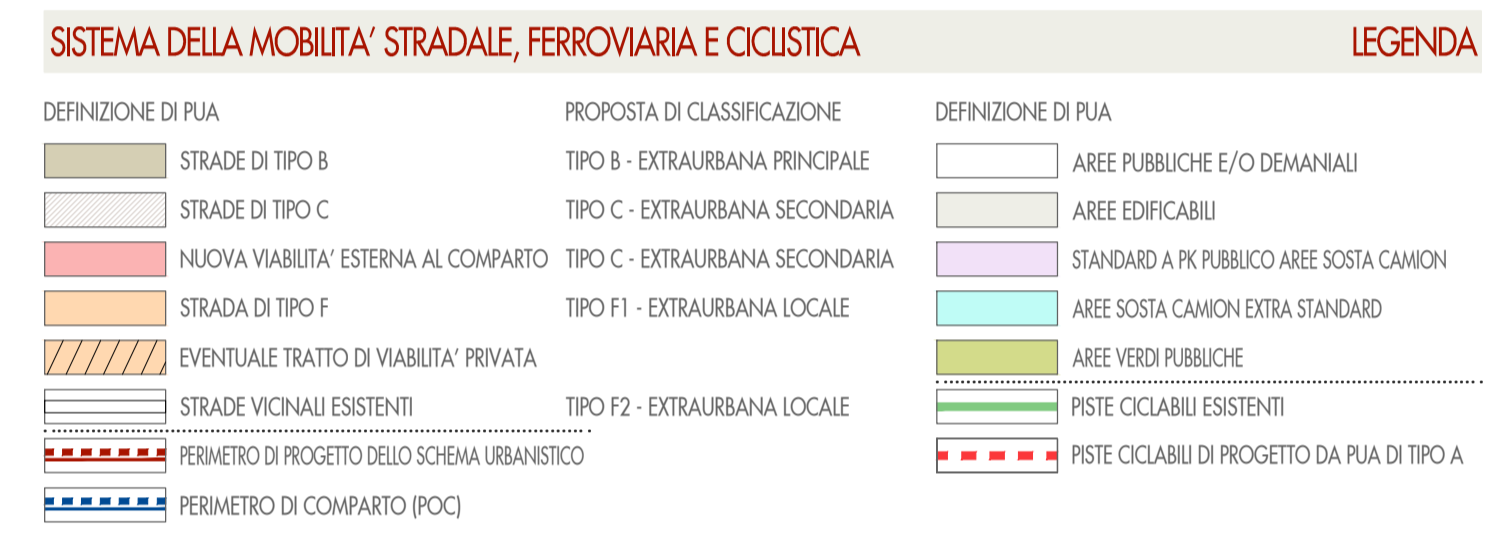 SISTEMA DELLA MOBILITA' STRADALE, FERROVIARIA E CICLISTICA LEGENDA
DEFINIZIONE DI PUA PROPOSTA DI CLASSIFICAZIONE
STRADE DI TIPO B TIPO B - EXTRAURBANA PRINCIPALE
STRADE DI TIPO C TIPO C - EXTRAURBANA SECONDARIA
NUOVA VIABILITA' ESTERNA AL COMPARTO TIPO C - EXTRAURBANA SECONDARIA
STRADA DI TIPO F TIPO F1 - EXTRAURBANA LOCALE
EVENTUALE TRATTO DI VIABILITA' PRIVATA
STRADE VICINALI ESISTENTI TIPO F2 - EXTRAURBANA LOCALE
PERIMETRO DI PROGETTO DELLO SCHEMA URBANISTICO
PERIMETRO DI COMPARTO (POC)
DEFINIZIONE DI PUA
AREE PUBBLICHE E/O DEMANIALI
AREE EDIFICABILI
STANDARD A PK PUBBLICO AREE SOSTA CAMION
AREE SOSTA CAMION EXTRA STANDARD
AREE VERDI PUBBLICHE
PISTE CICLABILI ESISTENTI
PISTE CICLABILI DI PROGETTO DA PUA DI TIPO A